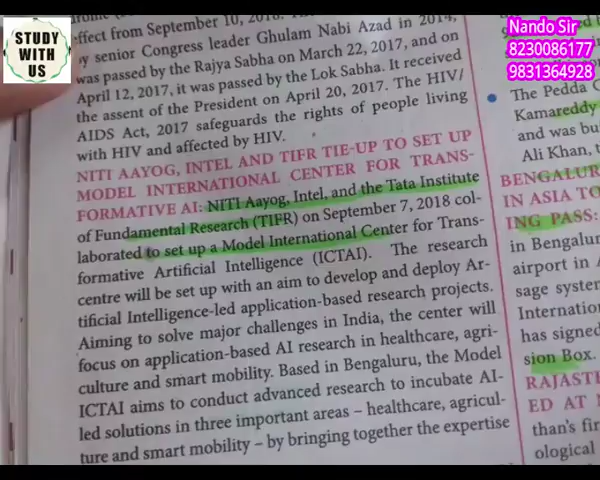 STUDY
WITH
US
Nando Sir
8230086177
9831364928
effect from September 10, 2018.
senior Congress leader Ghulam Nabi Azad in 2014,
was passed by the Rajya Sabha on March 22, 2017, and on
April 12, 2017, it was passed by the Lok Sabha. It received
the assent of the President on April 20, 2017. The HIV/
AIDS Act, 2017 safeguards the rights of people living
with HIV and affected by HIV.
NITI AAYOG, INTEL AND TIFR TIE-UP TO SET UP
MODEL INTERNATIONAL CENTER FOR TRANS-
FORMATIVE AI: NITI Aayog, Intel, and the Tata Institute
of Fundamental Research (TIFR) on September 7, 2018 col-
laborated to set up a Model International Center for Trans-
formative Artificial Intelligence (ICTAI). The research
centre will be set up with an aim to develop and deploy Ar-
tificial Intelligence-led application-based research projects.
Aiming to solve major challenges in India, the center will
focus on application-based AI research in healthcare, agri-
culture and smart mobility. Based in Bengaluru, the Model
ICTAI aims to conduct advanced research to incubate AI-
led solutions in three important areas – healthcare, agricul-
ture and smart mobility – by bringing together the expertise
The Pedda
Kamareddy
and was bu
Ali Khan, t
BENGALUR
IN ASIA TO
ING PASS:
in Bengalur
airport in A
sage system
Internatio
has signed
sion Box.
RAJAST
ED AT
than's fir
ological